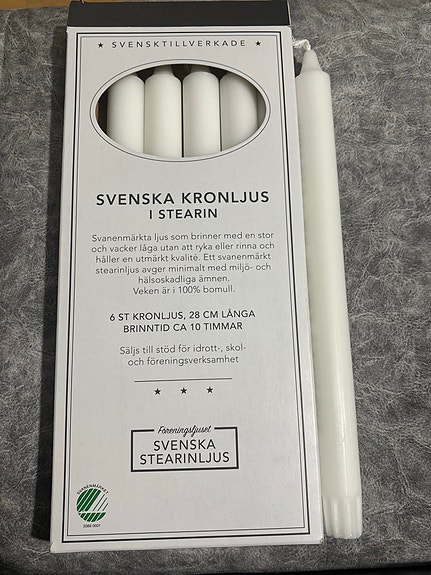 ★ SVENSKTILLVERKADE ★
SVENSKA KRONLJUS
I STEARIN
Svanenmärkta ljus som brinner med en stor
och vacker låga utan att ryka eller rinna och
håller en utmärkt kvalité. Ett svanenmärkt
stearinljus avger minimalt med miljö- och
hälsoskadliga ämnen.
Veken är i 100% bomull.
6 ST KRONLJUS, 28 CM LÅNGA
BRINNTID CA 10 TIMMAR
Säljs till stöd för idrott-, skol-
och föreningsverksamhet
★ ★ ★
Föreningsljuset
SVENSKA
STEARINLJUS
SVANENMÄRKET
3088 0001